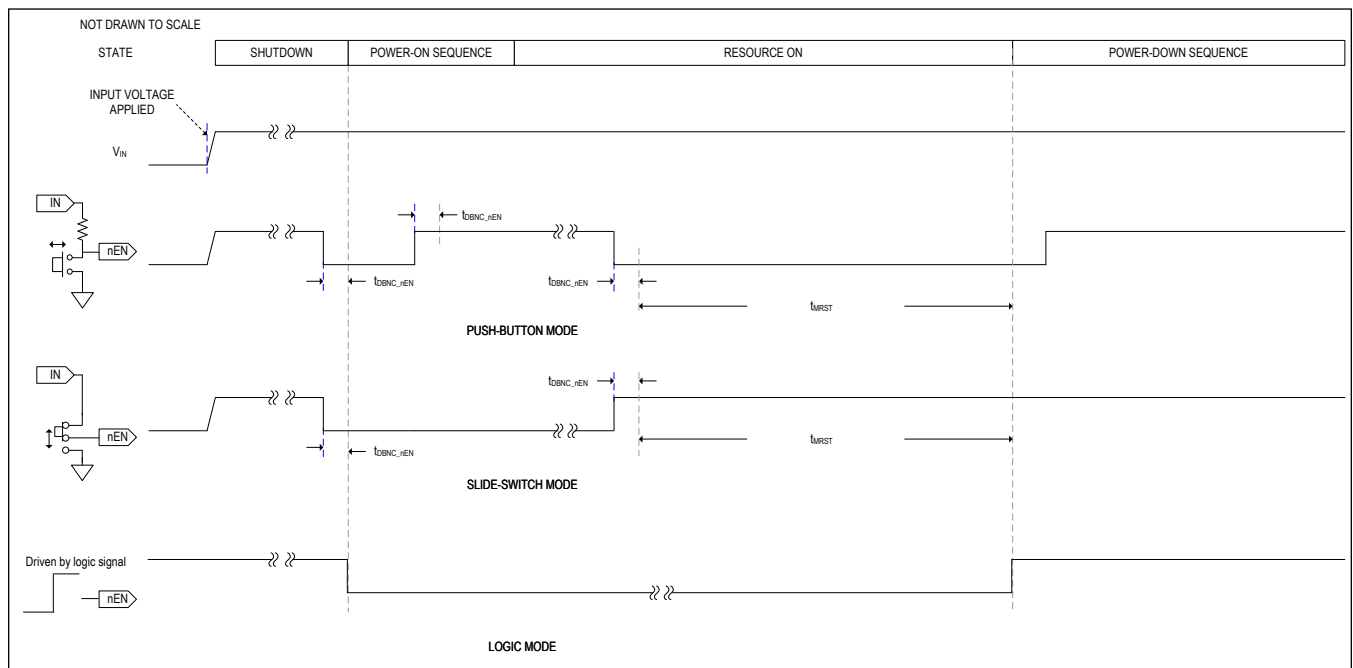 NOT DRAWN TO SCALE
STATE
SHUTDOWN
POWER-ON SEQUENCE
RESOURCE ON
POWER-DOWN SEQUENCE
INPUT VOLTAGE
APPLIED
VIN
IN
nEN
tDBNC_nEN
tDBNC_nEN
tDBNC_nEN
tMRST
PUSH-BUTTON MODE
IN
nEN
tDBNC_nEN
tDBNC_nEN
tMRST
SLIDE-SWITCH MODE
Driven by logic signal
nEN
LOGIC MODE